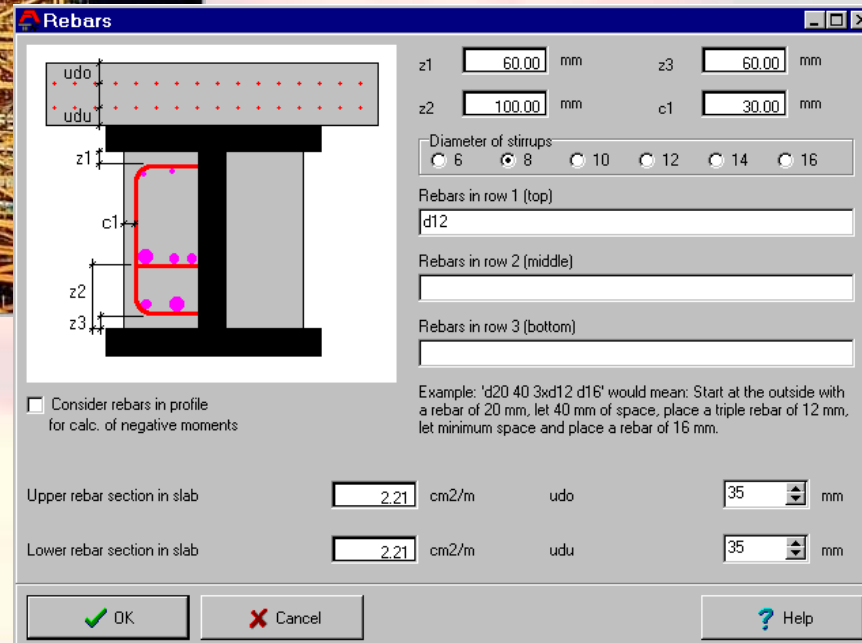 Rebars
udo
udu
z1
c1
z2
z3
z1 60.00 mm z3 60.00 mm
z2 100.00 mm c1 30.00 mm
Diameter of stirrups
6 8 10 12 14 16
Rebars in row 1 (top)
d12
Rebars in row 2 (middle)
Rebars in row 3 (bottom)
Example: 'd20 40 3xd12 d16' would mean: Start at the outside with
a rebar of 20 mm, let 40 mm of space, place a triple rebar of 12 mm,
let minimum space and place a rebar of 16 mm.
Consider rebars in profile
for calc. of negative moments
Upper rebar section in slab 2.21 cm2/m udo 35 mm
Lower rebar section in slab 2.21 cm2/m udu 35 mm
OK Cancel ? Help